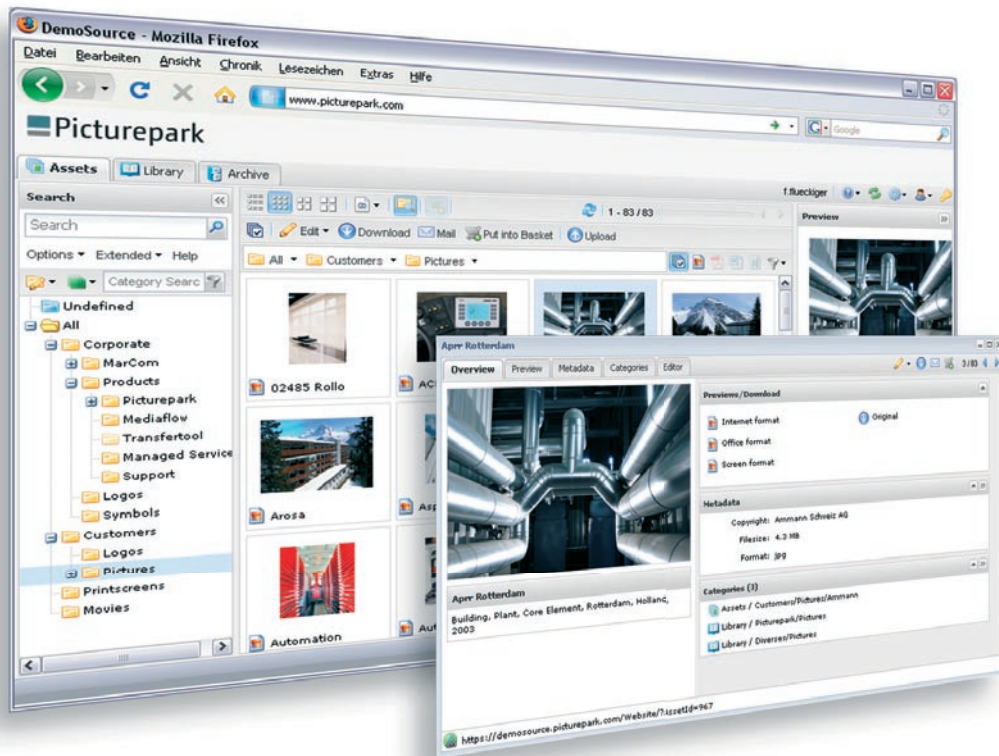 DemoSource - Mozilla Firefox
Datei Bearbeiten Ansicht Chronik Lesezeichen Extras Hilfe
www.picturepark.com
Google
Picturepark
Assets Library Archive
f.flueckiger
Search
1 - 83 / 83
Preview
Search
Edit Download Mail Put into Basket Upload
Options Extended Help
All Customers Pictures
Category Searc
Undefined
All
Corporate
MarCom
Products
Picturepark
Mediaflow
Transfertool
Managed Service
Support
Logos
Symbols
Customers
Logos
Pictures
Printscreens
Movies
02485 Rollo
Arosa
Automation
Aprr Rotterdam
Overview Preview Metadata Categories Editor
3/83
Previews/Download
Internet format
Original
Office format
Screen format
Metadata
Copyright: Ammann Schweiz AG
Filesize: 4.3 MB
Format: jpg
Aprr Rotterdam
Building, Plant, Core Element, Rotterdam, Holland,
2003
Categories (3)
Assets / Customers/Pictures/Ammann
Library / Picturepark/Pictures
Library / Diverses/Pictures
https://demosource.picturepark.com/Website/?AssetId=967